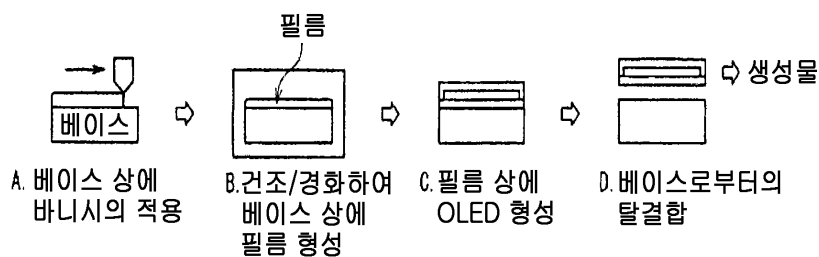 필름
베이스
생성물
A. 베이스 상에
바니시의 적용
B.건조/경화하여
베이스 상에
필름 형성
C.필름 상에
OLED 형성
D.베이스로부터의
탈결합